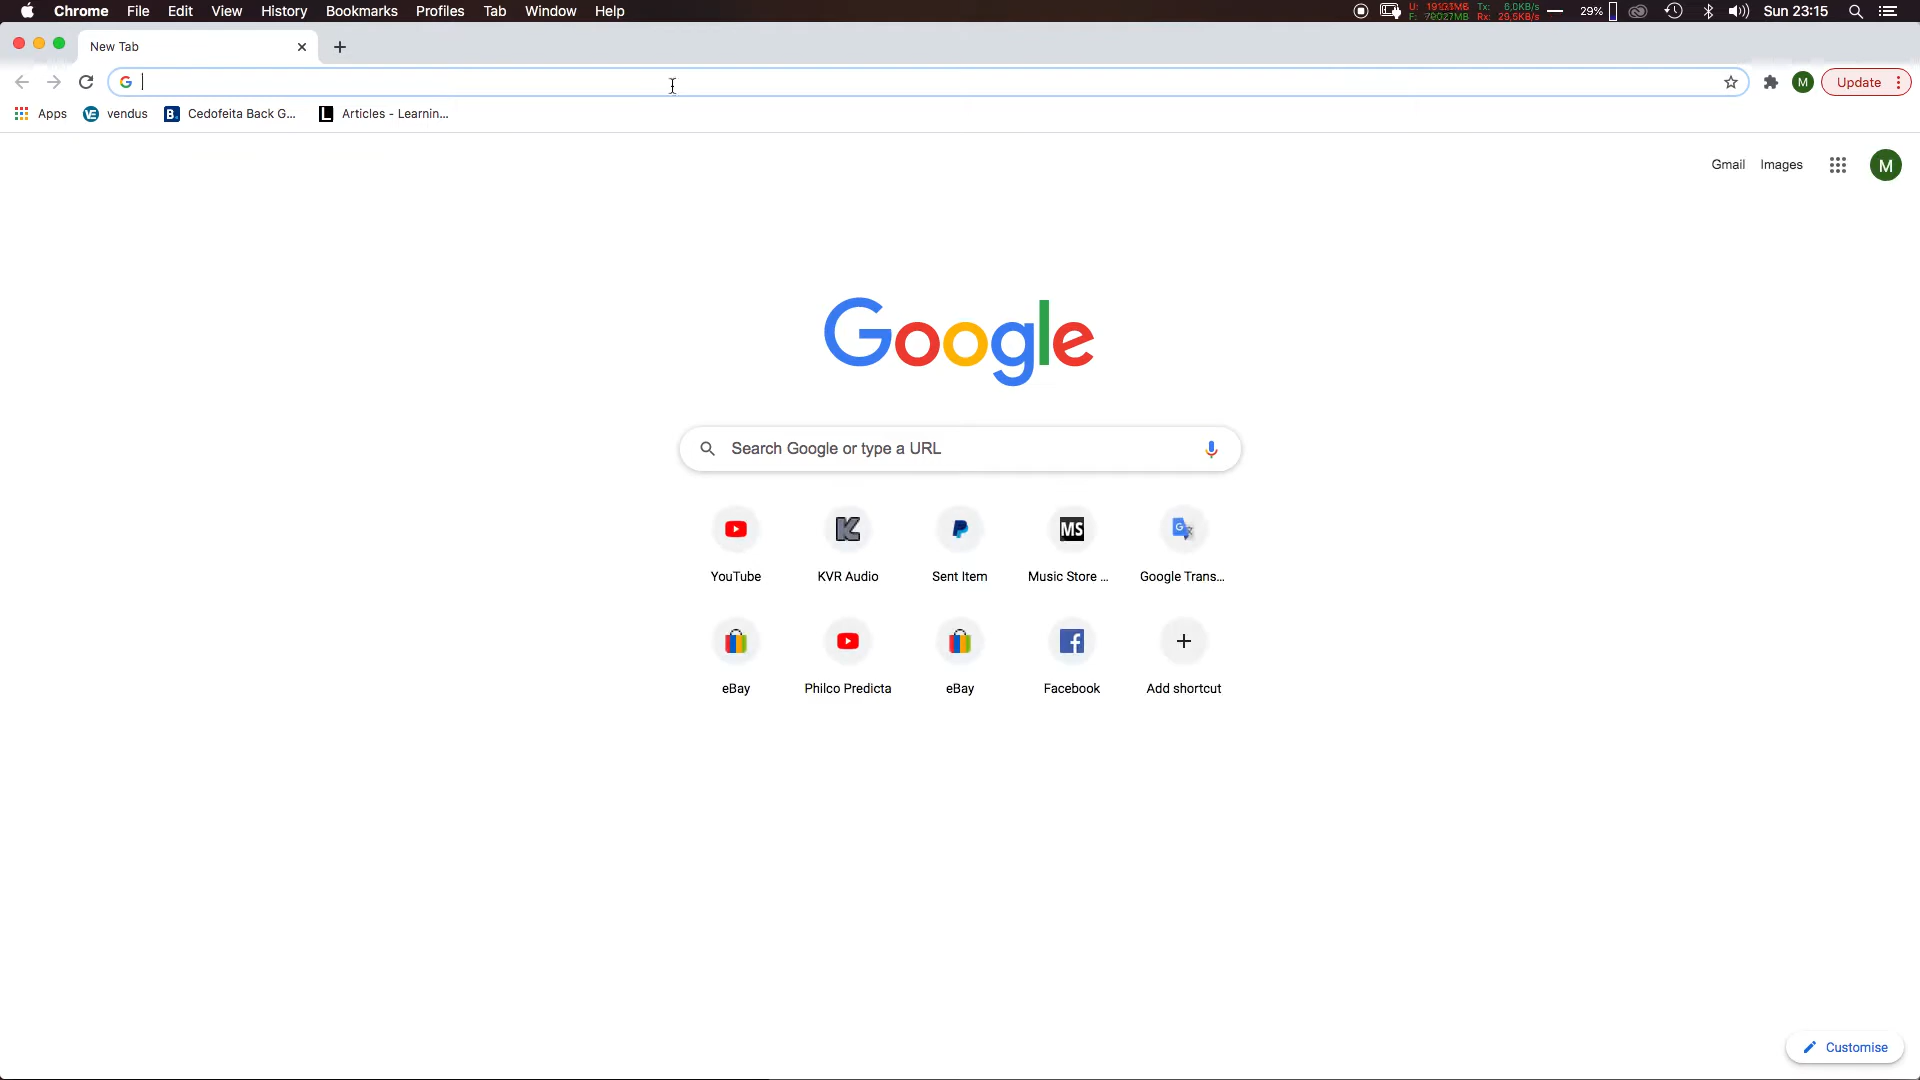 Chrome File Edit View History Bookmarks Profiles Tab Window Help
29% Sun 23:15
New Tab
Update
Apps vendus Cedofeita Back G... Articles - Learnin...
Gmail Images M
Google
Search Google or type a URL
YouTube KVR Audio Sent Item Music Store ... Google Trans...
eBay Philco Predicta eBay Facebook Add shortcut
Customise